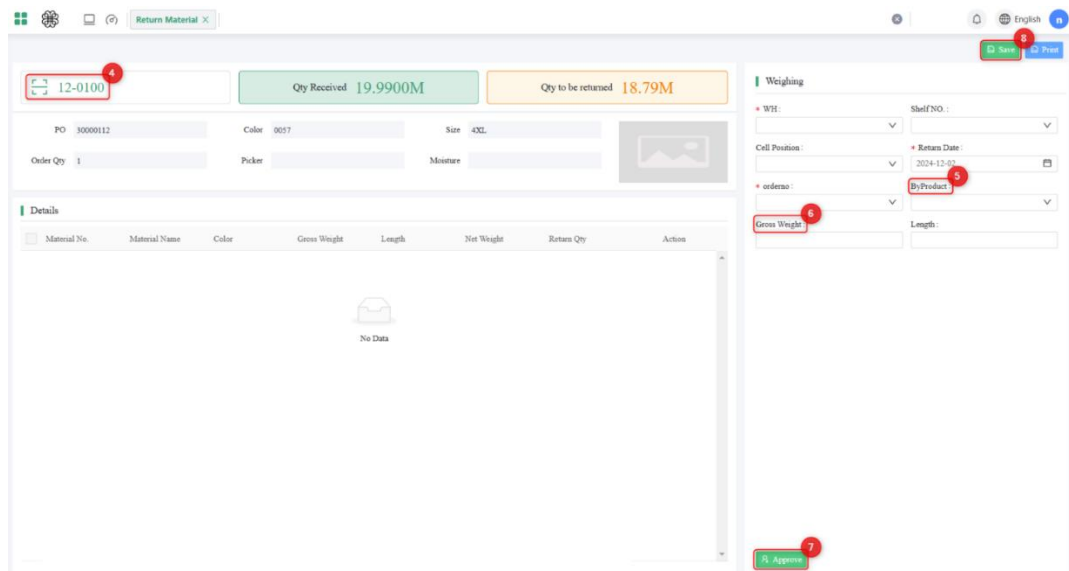 Return Material ×
English n
8
Save Print
4
12-0100
Qty Received 19.9900M
Qty to be returned 18.79M
PO 30000112 Color 0057 Size 4XL
Order Qty 1 Picker Moisture
Details
Material No. Material Name Color Gross Weight Length Net Weight Return Qty Action
No Data
Weighing
* WH : Shelf NO. :
Cell Position : * Return Date :
2024-12-02
5
* orderno : ByProduct :
6
Gross Weight : Length :
7
Approve